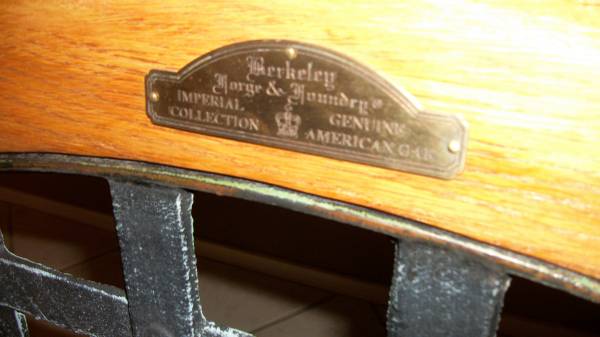 Berkeley
Forge & Foundry®
IMPERIAL GENUINE
COLLECTION AMERICAN OAK